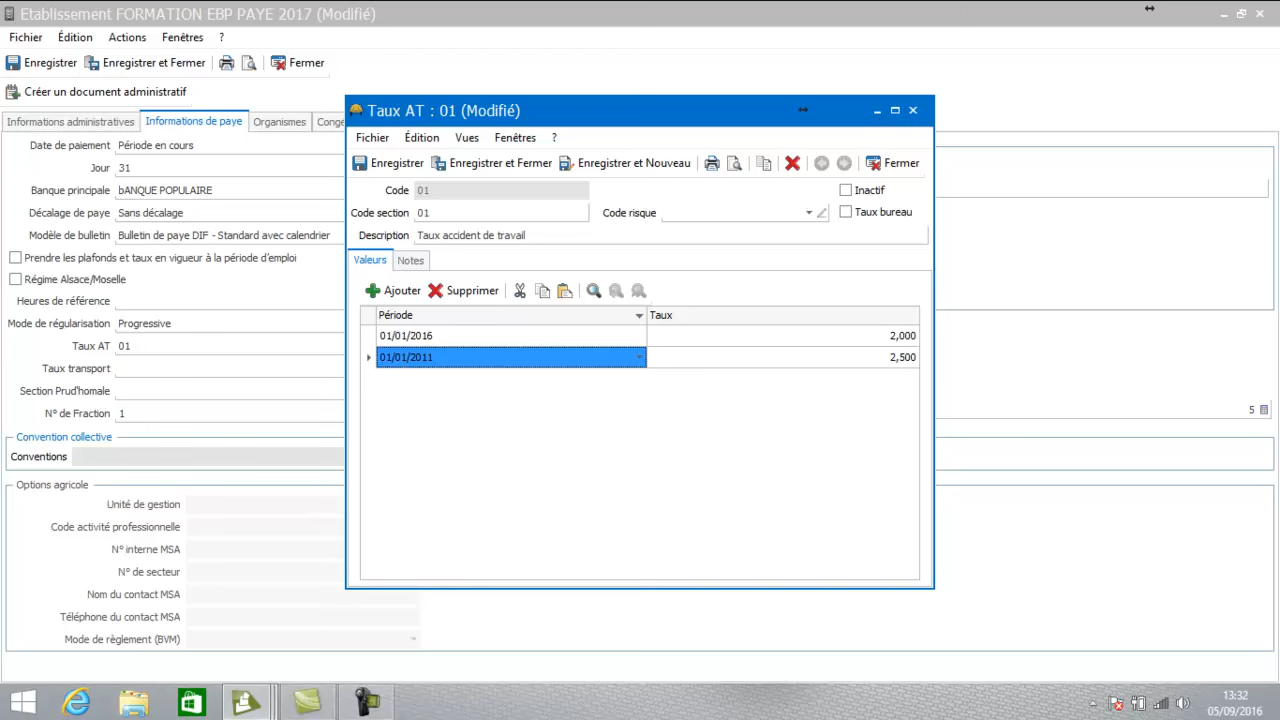 Etablissement FORMATION EBP PAYE 2017 (Modifié)
Fichier Édition Actions Fenêtres ?
Enregistrer Enregistrer et Fermer Fermer
Créer un document administratif
Informations administratives Informations de paye Organismes Congé
Date de paiement Période en cours
Jour 31
Banque principale bANQUE POPULAIRE
Décalage de paye Sans décalage
Modèle de bulletin Bulletin de paye DIF - Standard avec calendrier
Prendre les plafonds et taux en vigueur à la période d'emploi
Régime Alsace/Moselle
Heures de référence
Mode de régularisation Progressive
Taux AT 01
Taux transport
Section Prud'homale
N° de Fraction 1
5
Convention collective
Conventions
Options agricole
Unité de gestion
Code activité professionnelle
N° interne MSA
N° de secteur
Nom du contact MSA
Téléphone du contact MSA
Mode de règlement (BVM)
Taux AT : 01 (Modifié)
Fichier Édition Vues Fenêtres ?
Enregistrer Enregistrer et Fermer Enregistrer et Nouveau Fermer
Code 01 Inactif
Code section 01 Code risque Taux bureau
Description Taux accident de travail
Valeurs Notes
Ajouter Supprimer
Période Taux
01/01/2016 2,000
01/01/2011 2,500
13:32
05/09/2016